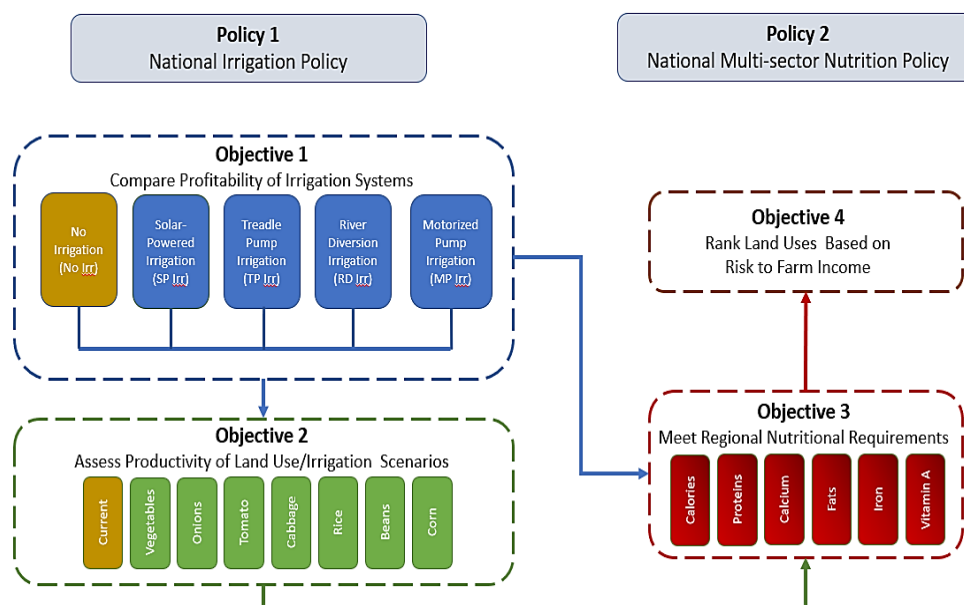 Policy 1
National Irrigation Policy
Policy 2
National Multi-sector Nutrition Policy
Objective 1
Compare Profitability of Irrigation Systems
No
Irrigation
(No Irr)
Solar-
Powered
Irrigation
(SP Irr)
Treadle
Pump
Irrigation
(TP Irr)
River
Diversion
Irrigation
(RD Irr)
Motorized
Pump
Irrigation
(MP Irr)
Objective 4
Rank Land Uses Based on
Risk to Farm Income
Objective 2
Assess Productivity of Land Use/Irrigation Scenarios
Current
Vegetables
Onions
Tomato
Cabbage
Rice
Beans
Corn
Objective 3
Meet Regional Nutritional Requirements
Calories
Proteins
Calcium
Fats
Iron
Vitamin A